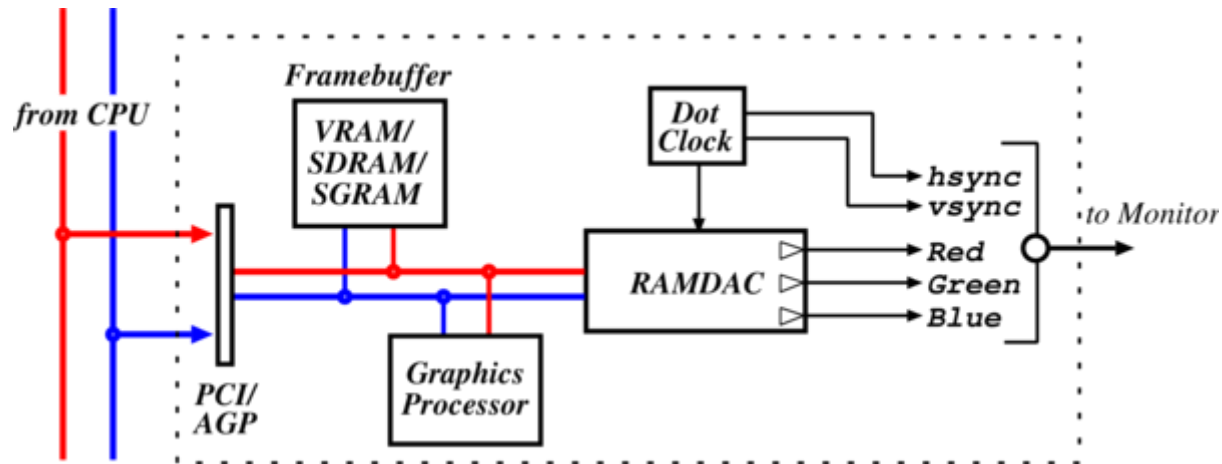 from CPU
Framebuffer
VRAM/
SDRAM/
SGRAM
Dot
Clock
hsync
vsync
to Monitor
Red
RAMDAC
Green
Blue
PCI/
AGP
Graphics
Processor